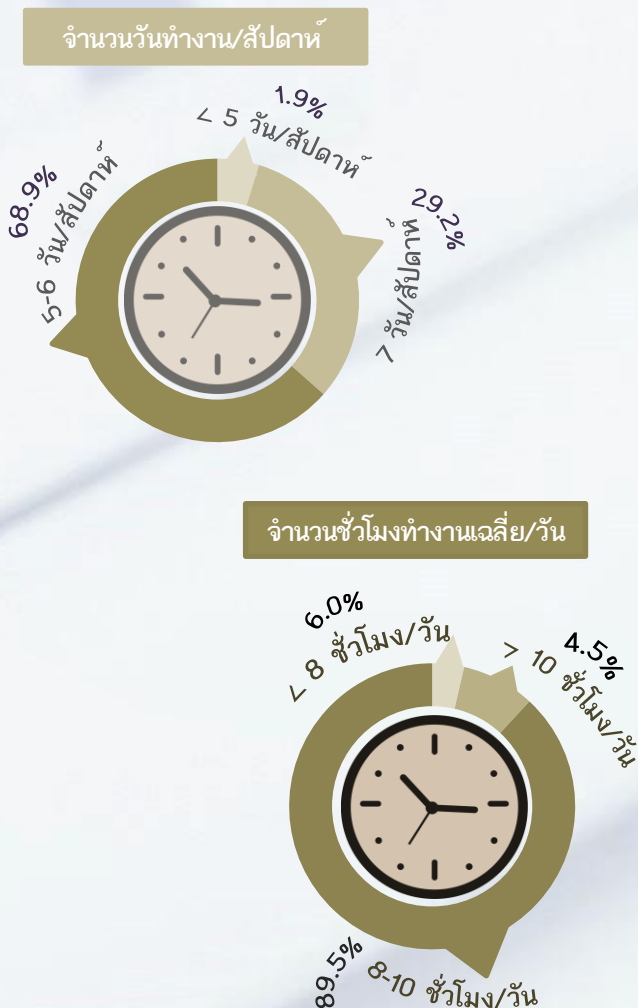 จำนวนวันทำงาน/สัปดาห์
1.9%
< 5 วัน/สัปดาห์
68.9%
5-6 วัน/สัปดาห์
29.2%
7 วัน/สัปดาห์
จำนวนชั่วโมงทำงานเฉลี่ย/วัน
6.0%
< 8 ชั่วโมง/วัน
4.5%
> 10 ชั่วโมง/วัน
89.5%
8-10 ชั่วโมง/วัน